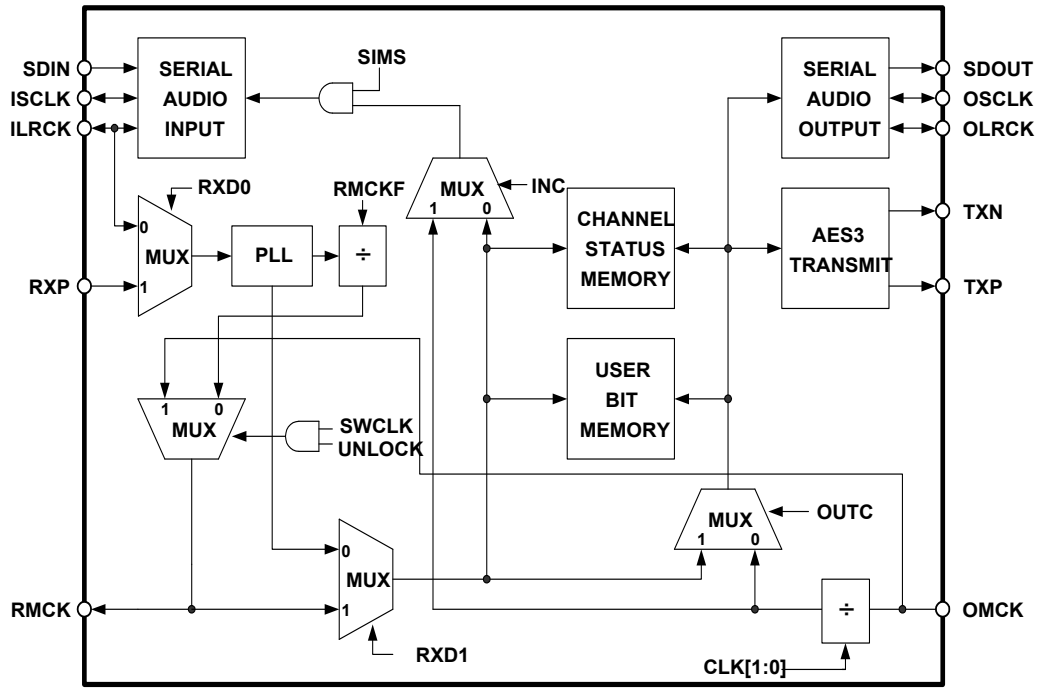 SDIN
ISCLK
ILRCK
SERIAL
AUDIO
INPUT
SIMS
SERIAL
AUDIO
OUTPUT
SDOUT
OSCLK
OLRCK
RXD0
RMCKF
MUX
1 0
INC
CHANNEL
STATUS
MEMORY
AES3
TRANSMIT
TXN
TXP
RXP
0
MUX
1
PLL
÷
1 0
MUX
SWCLK
UNLOCK
USER
BIT
MEMORY
MUX
1 0
OUTC
0
MUX
1
RMCK
RXD1
÷
OMCK
CLK[1:0]